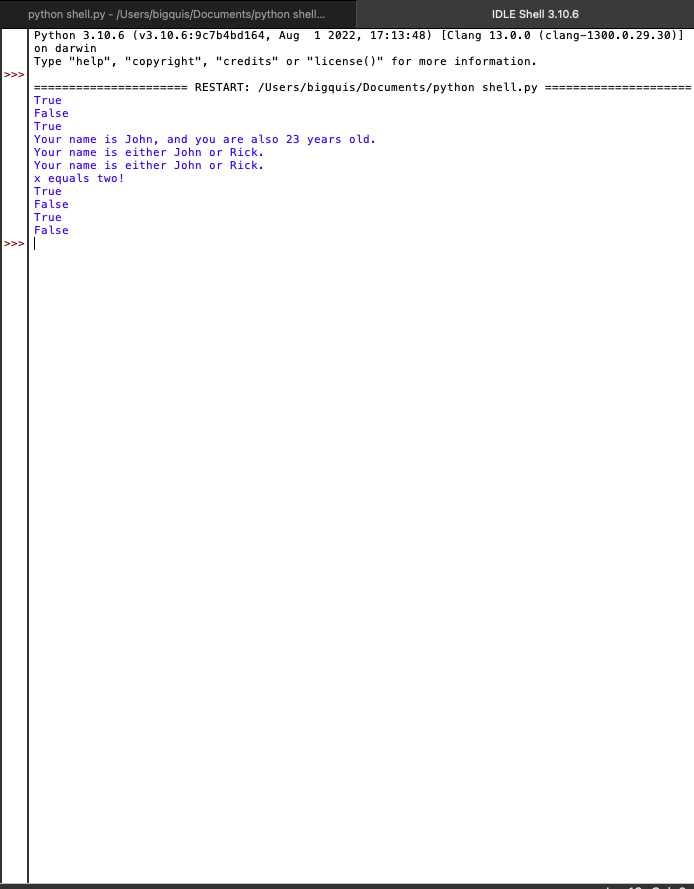 python shell.py - /Users/bigquis/Documents/python shell...
IDLE Shell 3.10.6
Python 3.10.6 (v3.10.6:9c7b4bd164, Aug  1 2022, 17:13:48) [Clang 13.0.0 (clang-1300.0.29.30)]
on darwin
Type "help", "copyright", "credits" or "license()" for more information.
>>>
====================== RESTART: /Users/bigquis/Documents/python shell.py =====================
True
False
True
Your name is John, and you are also 23 years old.
Your name is either John or Rick.
Your name is either John or Rick.
x equals two!
True
False
True
False
>>>